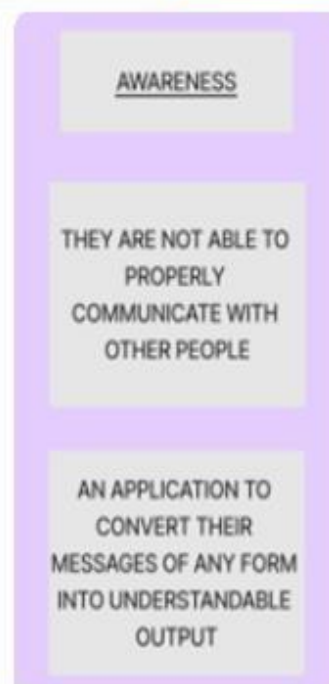 AWARENESS
THEY ARE NOT ABLE TO
PROPERLY
COMMUNICATE WITH
OTHER PEOPLE
AN APPLICATION TO
CONVERT THEIR
MESSAGES OF ANY FORM
INTO UNDERSTANDABLE
OUTPUT